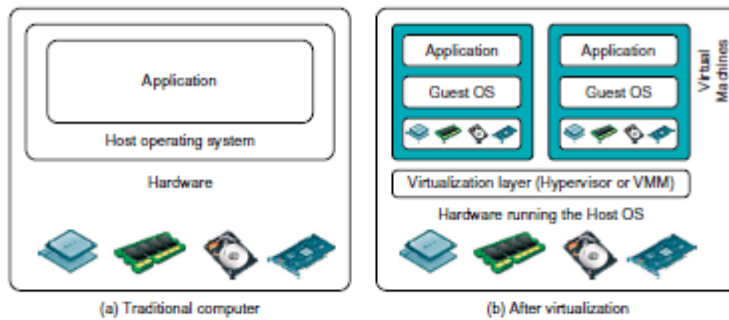 Application
Host operating system
Hardware
(a) Traditional computer
Application
Guest OS
Application
Guest OS
Virtual
Machines
Virtualization layer (Hypervisor or VMM)
Hardware running the Host OS
(b) After virtualization